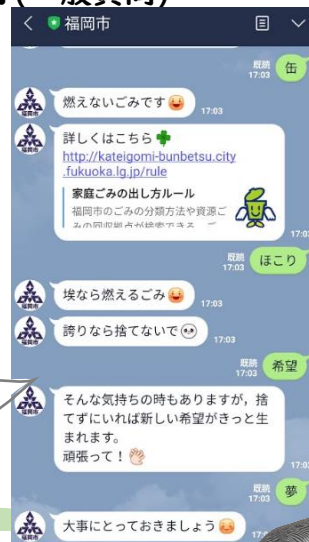 福岡市
既読
17:03
缶
燃えないごみです
17:03
詳しくはこちら
http://kateigomi-bunbetsu.city
.fukuoka.lg.jp/rule
家庭ごみの出し方ルール
福岡市のごみの分類方法や資源ご
17:03
既読
17:03
ほこり
埃なら燃えるごみ
17:03
誇りなら捨てないで
17:03
既読
17:03
希望
そんな気持ちの時もありますが，捨
てずにいれば新しい希望がきっと生
まれます。
頑張って！
17:03
既読
17:03
夢
大事にとっておきましょう